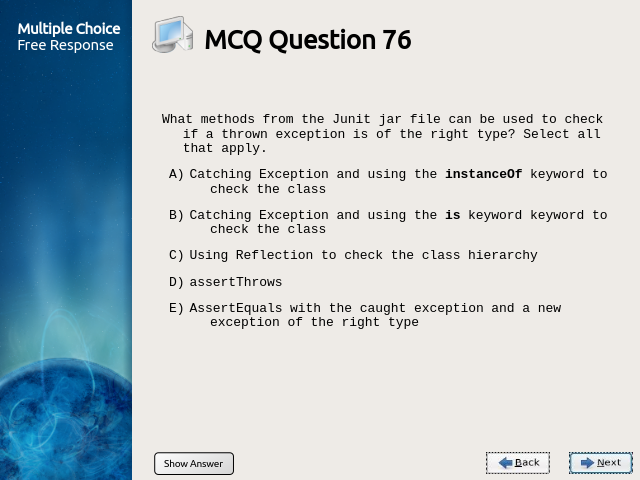 Multiple Choice
Free Response
MCQ Question 76
What methods from the Junit jar file can be used to check
if a thrown exception is of the right type? Select all
that apply.
A) Catching Exception and using the instanceOf keyword to
check the class
B) Catching Exception and using the is keyword keyword to
check the class
C) Using Reflection to check the class hierarchy
D) assertThrows
E) AssertEquals with the caught exception and a new
exception of the right type
Show Answer
Back
Next